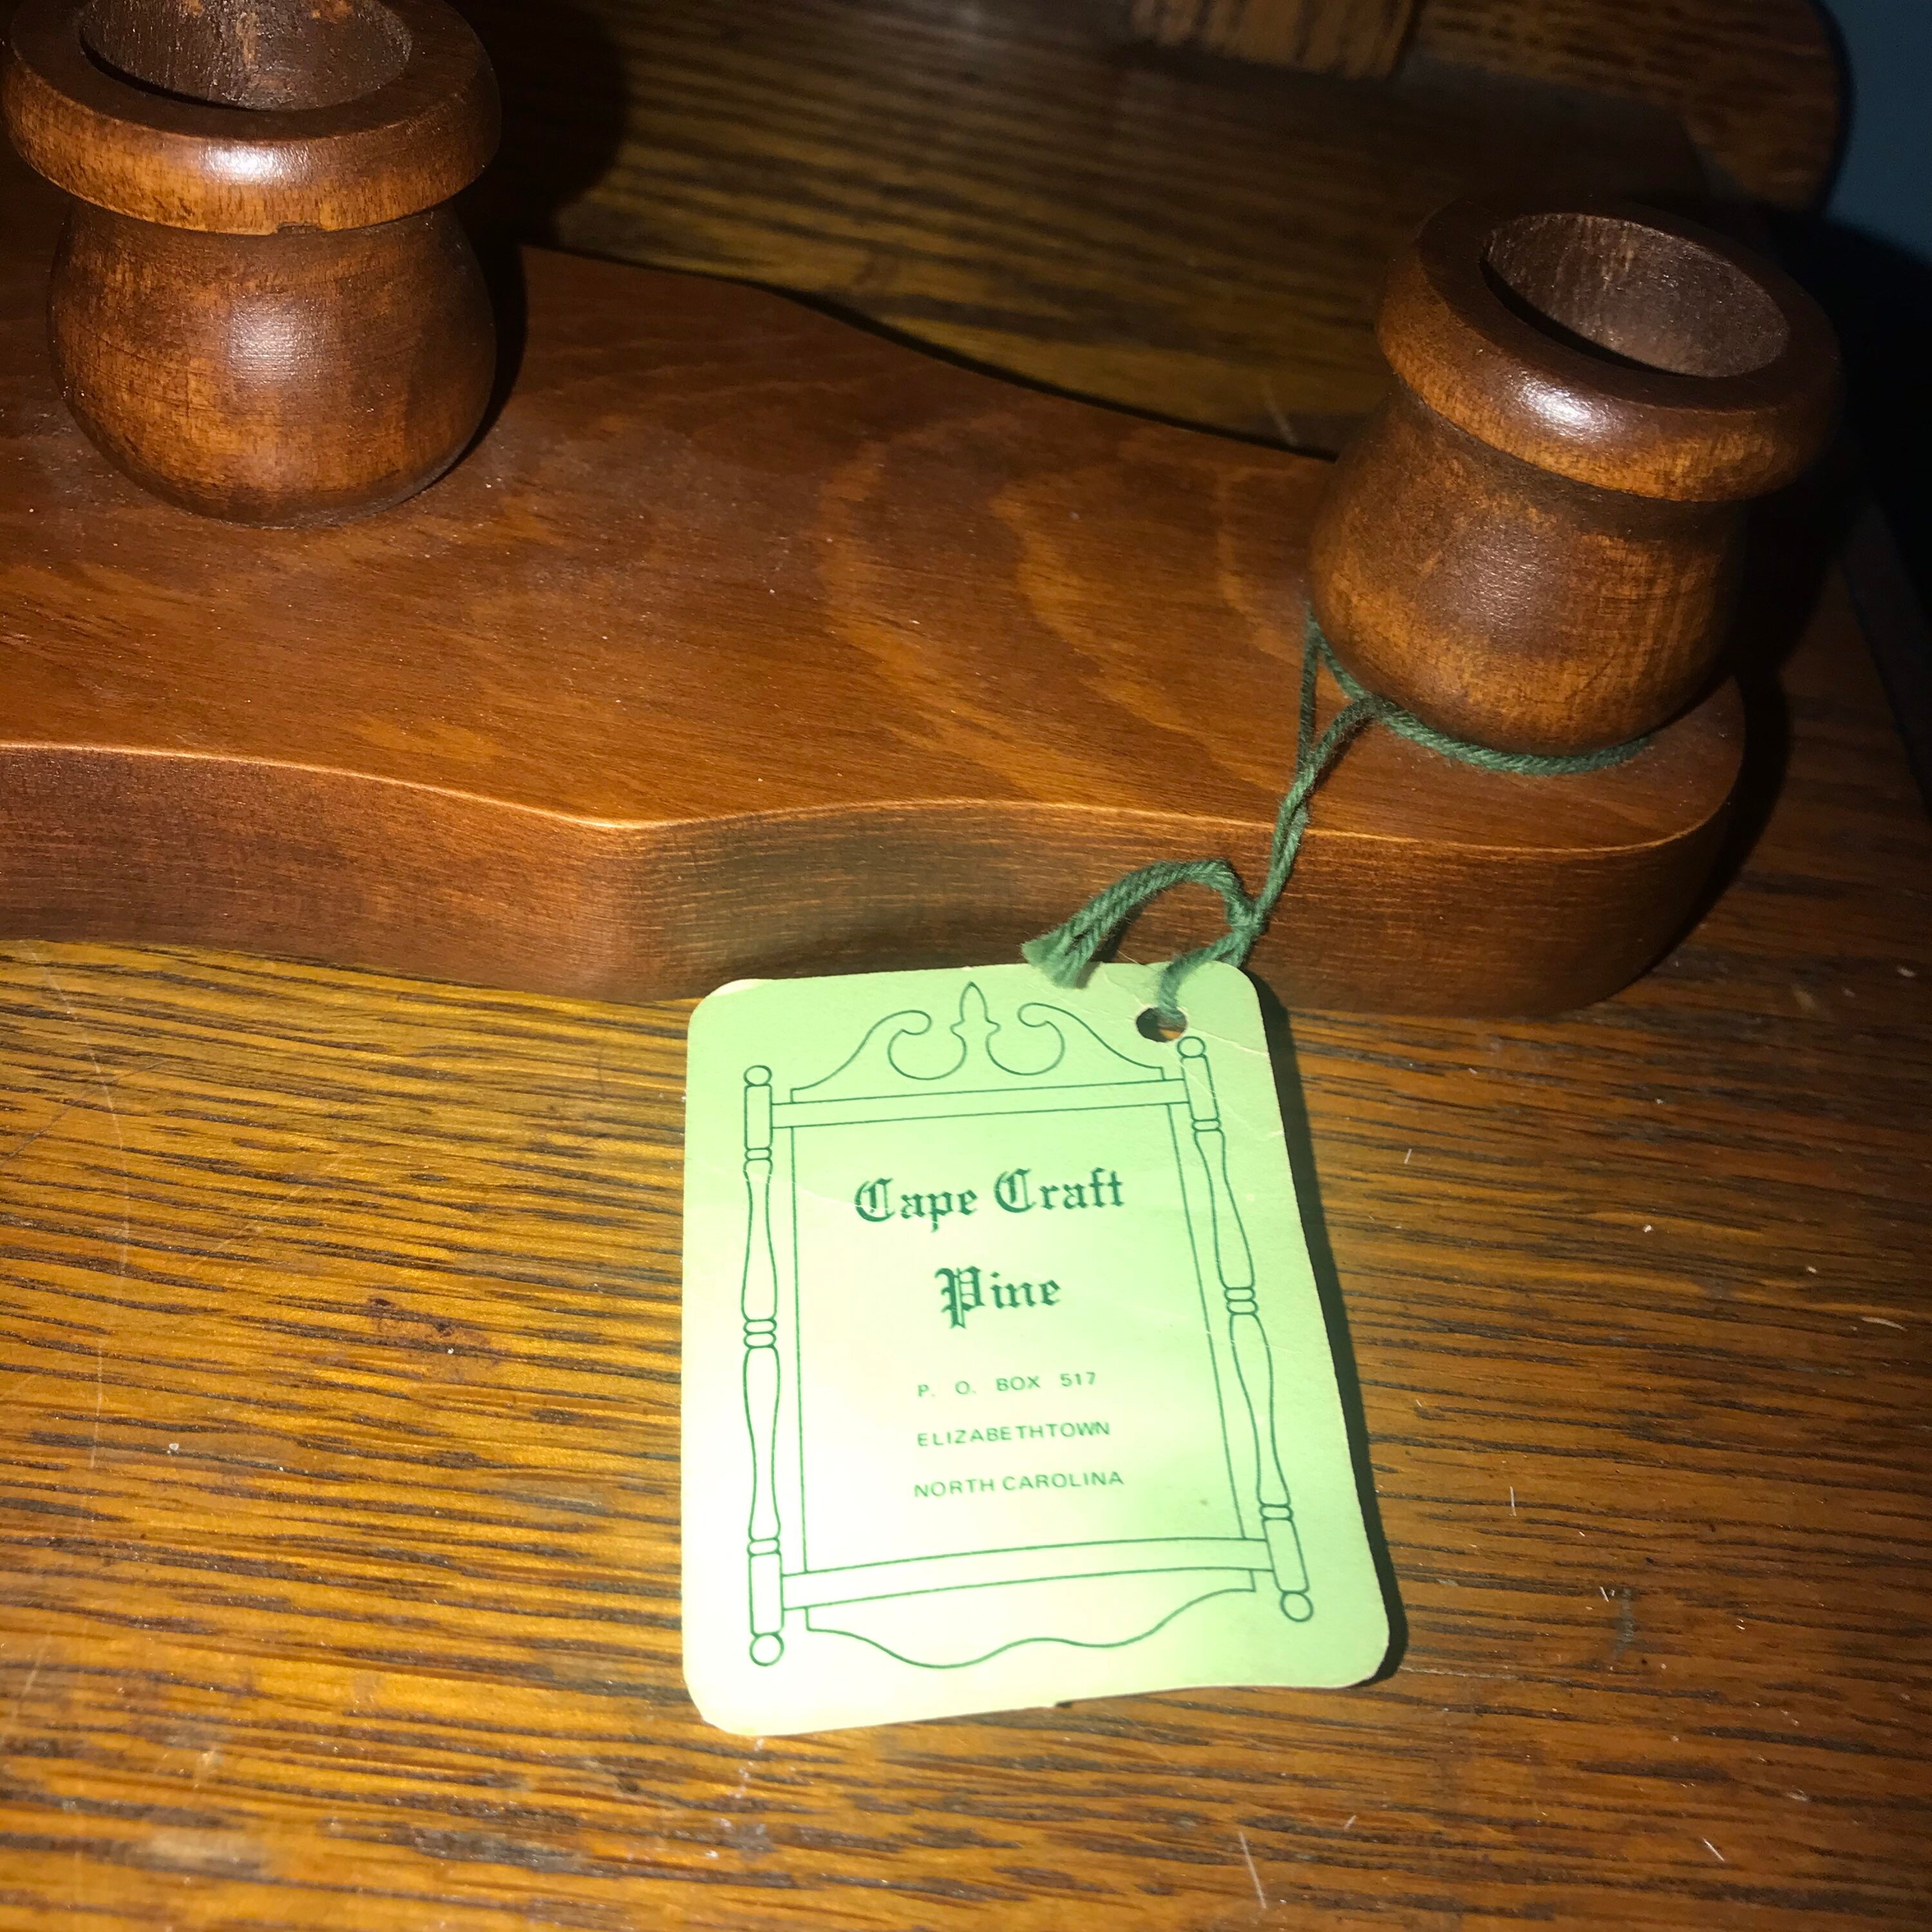 Cape Craft
Pine
P. O. BOX 517
ELIZABETHTOWN
NORTH CAROLINA